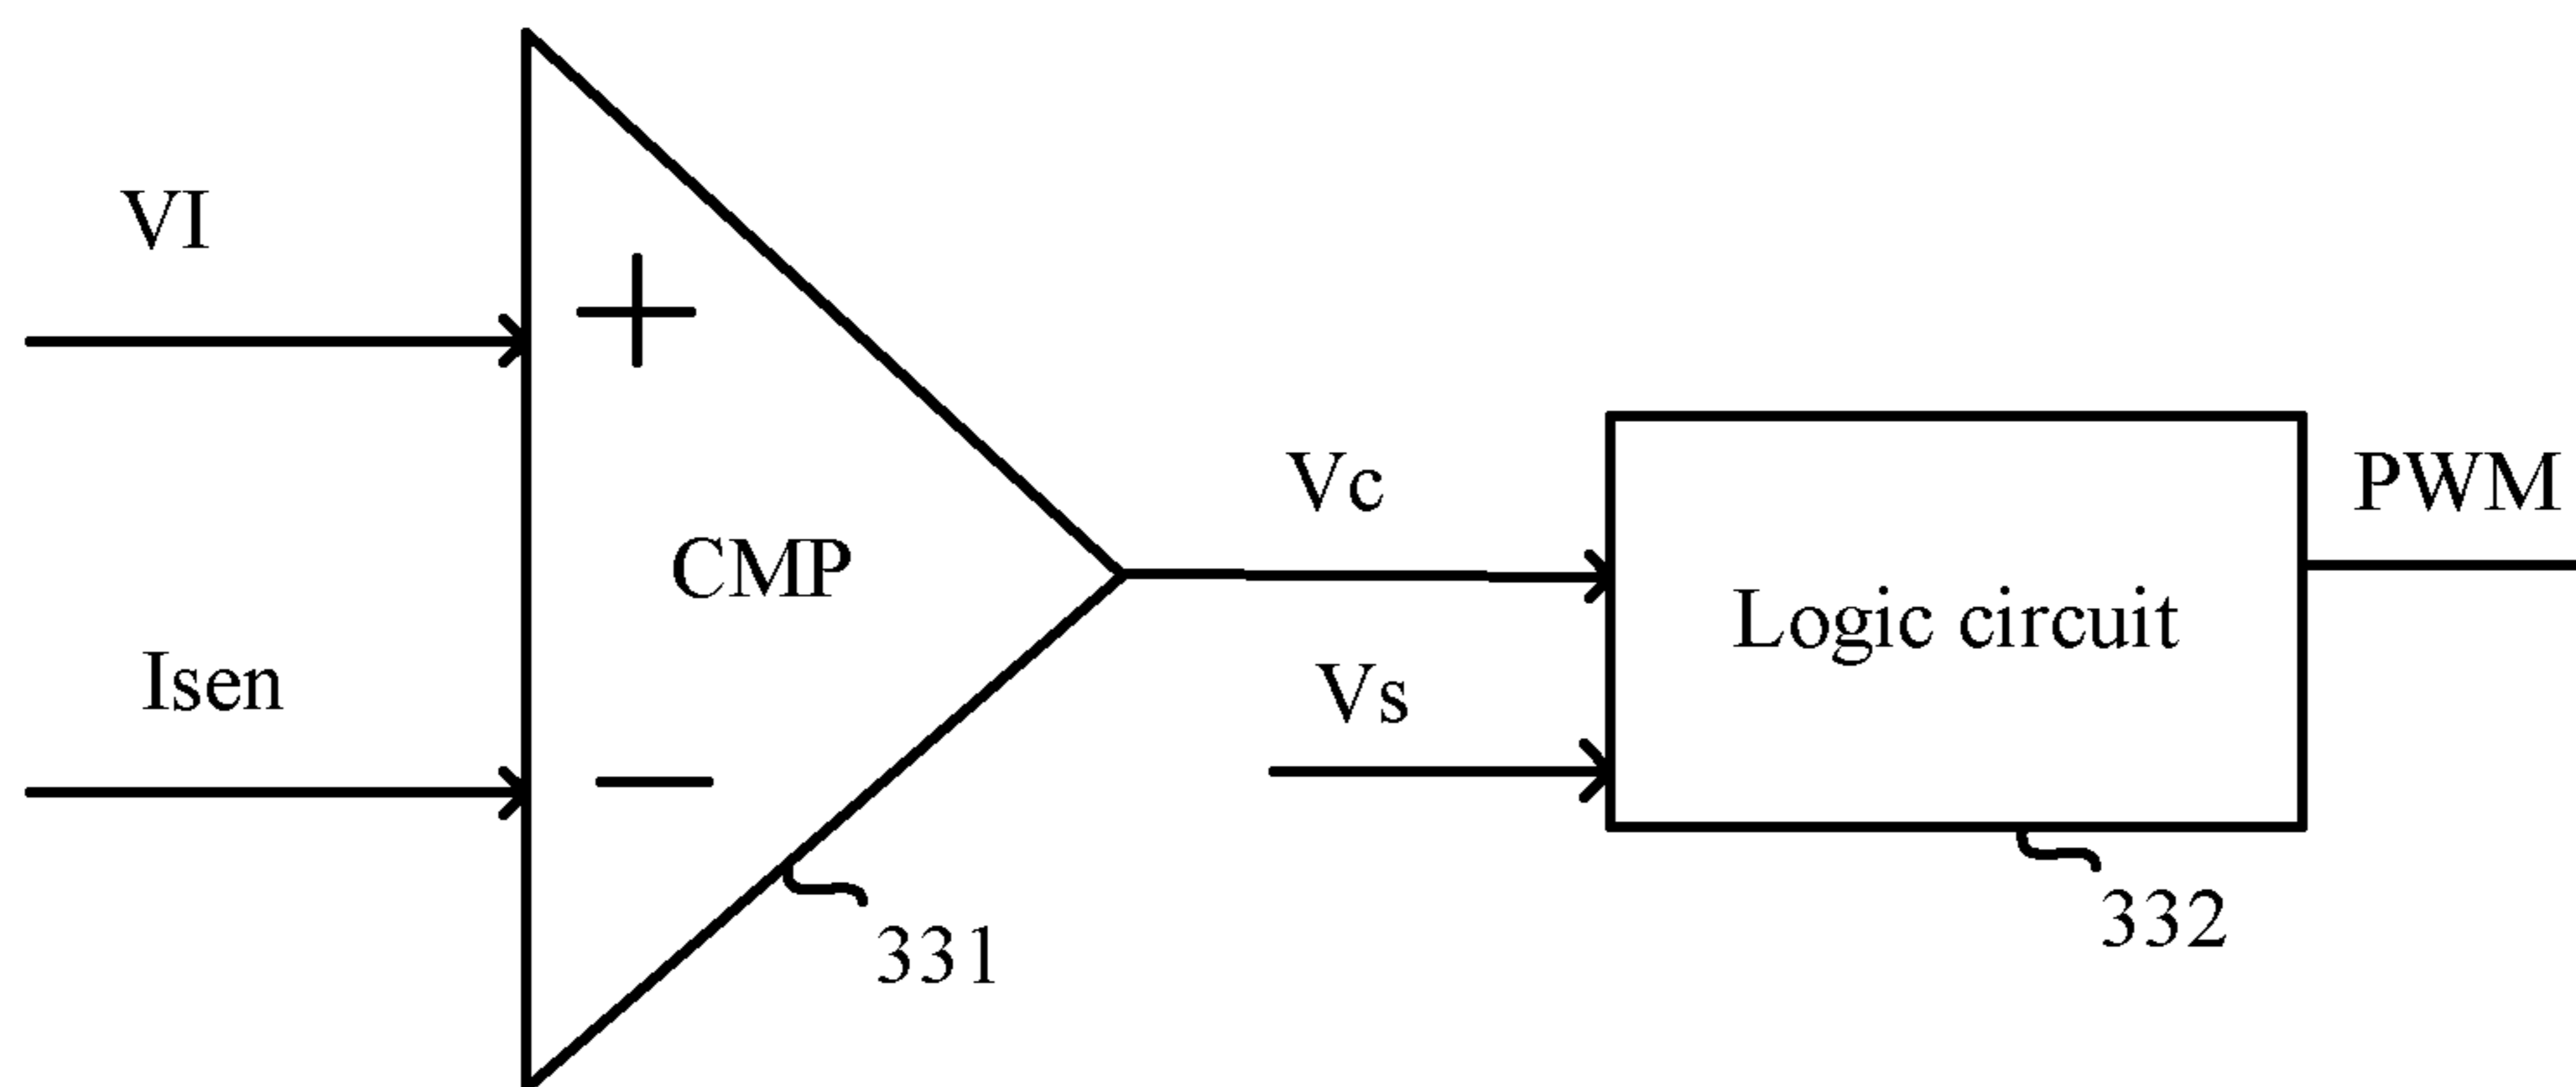 VI
+
CMP
Isen
−
331
Vc
Vs
Logic circuit
332
PWM